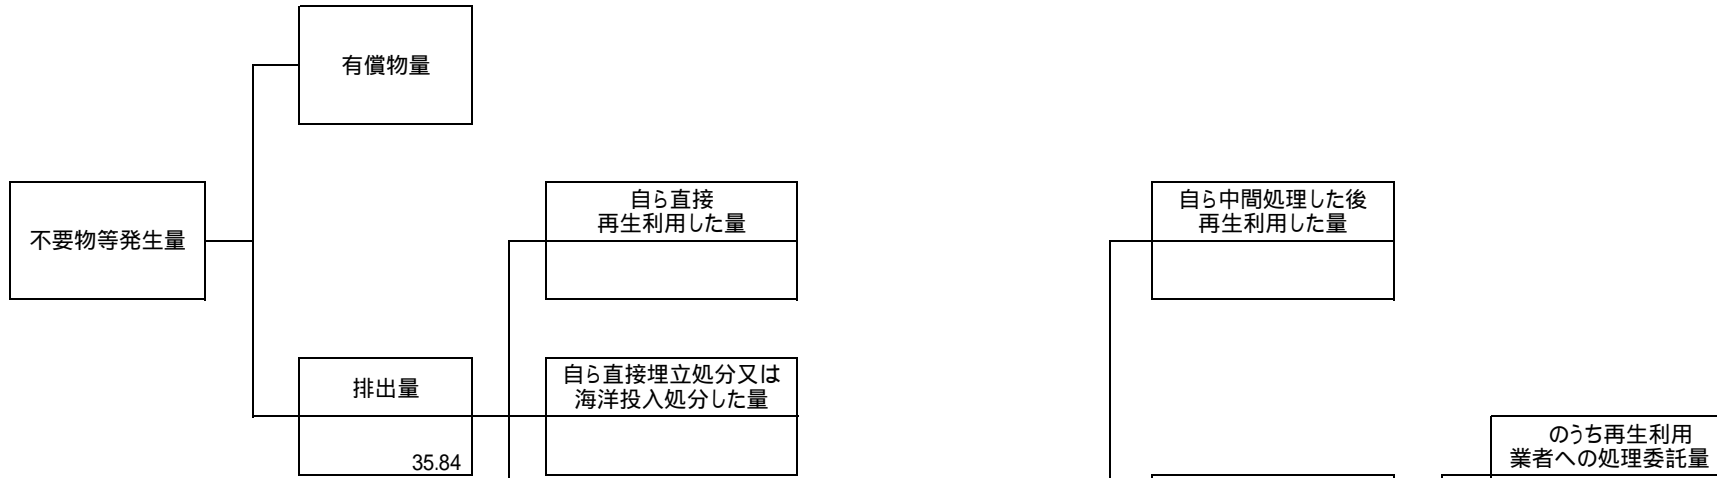 有償物量
不要物等発生量
自ら直接
再生利用した量
自ら中間処理した後
再生利用した量
排出量
35.84
自ら直接埋立処分又は
海洋投入処分した量
のうち再生利用
業者への処理委託量